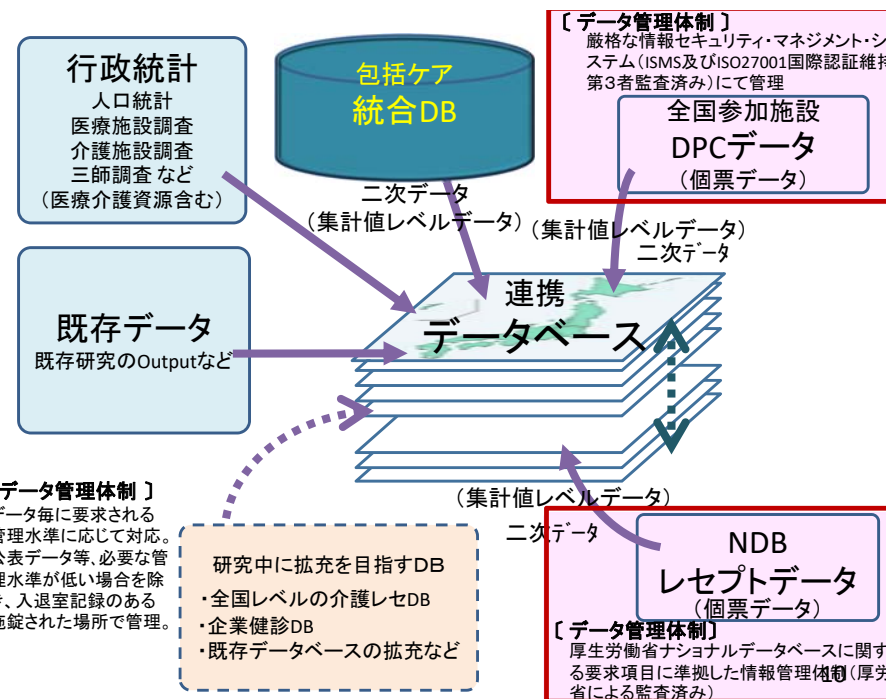 行政統計
人口統計
医療施設調査
介護施設調査
三師調査 など
(医療介護資源含む)
包括ケア
統合DB
〔 データ管理体制 〕
厳格な情報セキュリティ・マネジメント・シ
ステム(ISMS及びISO27001国際認証維持
第3者監査済み)にて管理
全国参加施設
DPCデータ
(個票データ)
二次データ
(集計値レベルデータ)
(集計値レベルデータ)
二次データ
連携
データベース
既存データ
既存研究のOutputなど
データ管理体制 〕
データ毎に要求される
管理水準に応じて対応。
公表データ等、必要な管
理水準が低い場合を除
き、入退室記録のある
施錠された場所で管理。
研究中に拡充を目指すDB
・全国レベルの介護レセDB
・企業健診DB
・既存データベースの拡充など
(集計値レベルデータ)
二次データ
NDB
レセプトデータ
(個票データ)
〔 データ管理体制〕
厚生労働省ナショナルデータベースに関す
る要求項目に準拠した情報管理体制(厚労
省による監査済み)
10